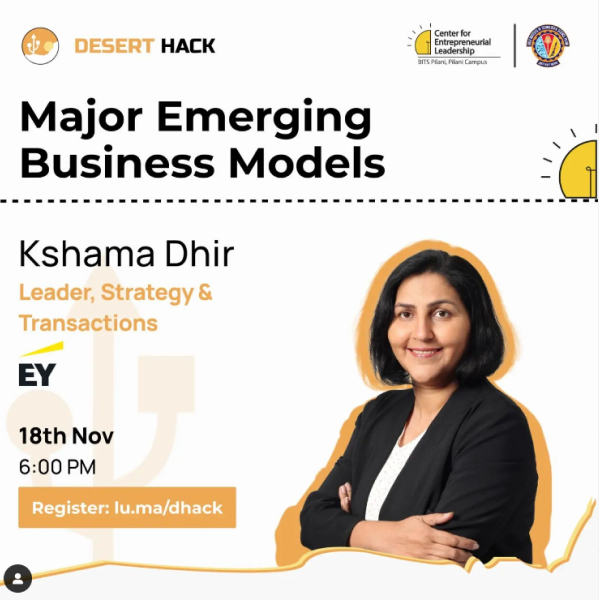 DESERT HACK
Center for
Entrepreneurial
Leadership
BITS Pilani, Pilani Campus
Major Emerging
Business Models
Kshama Dhir
Leader, Strategy &
Transactions
EY
18th Nov
6:00 PM
Register: lu.ma/dhack